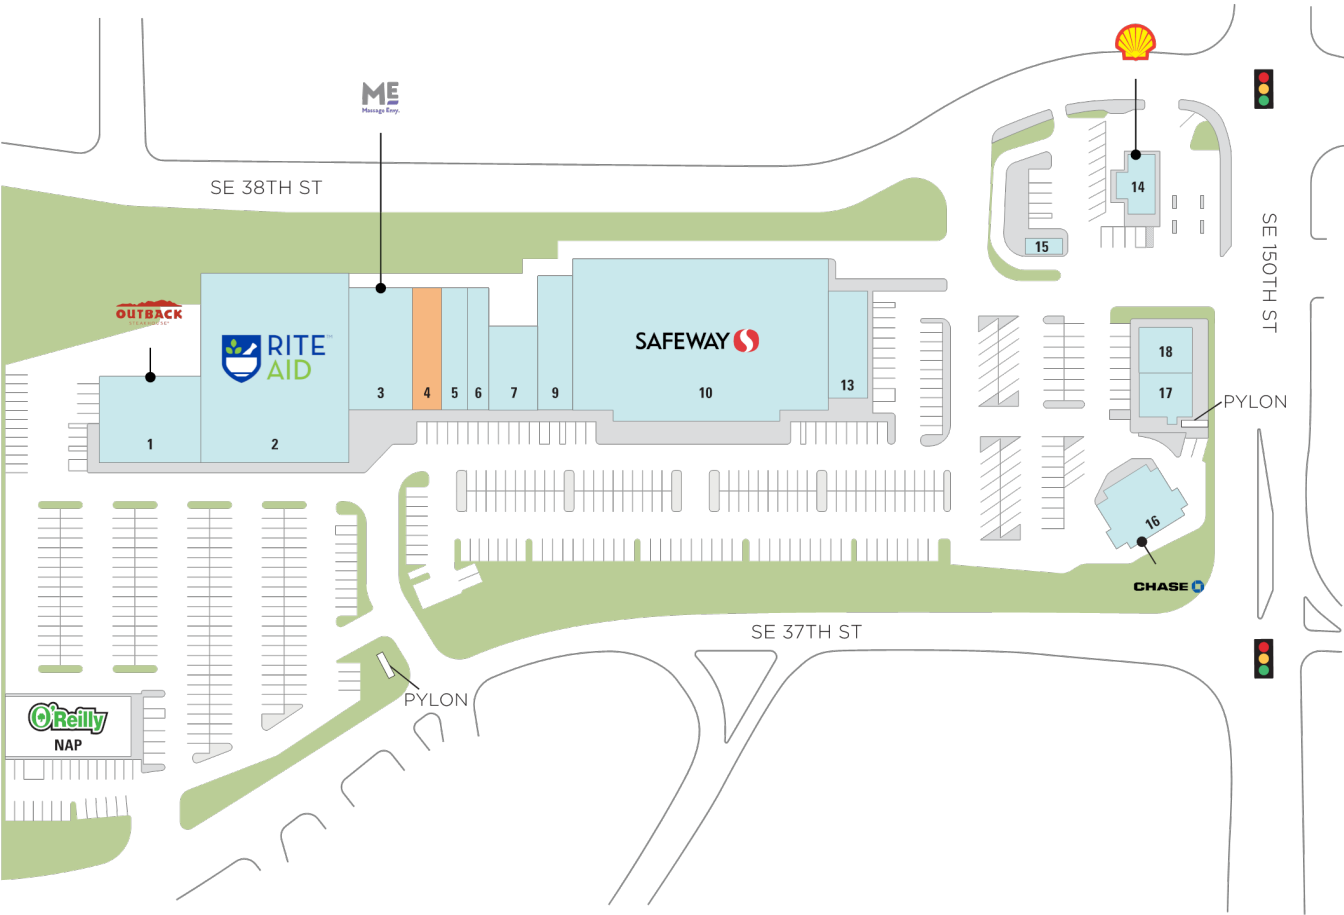 ME
Massage Envy.
SE 38TH ST
SE 150TH ST
14
15
OUTBACK
STEAKHOUSE
RITE
AID
SAFEWAY
1
2
3
4
5
6
7
9
10
13
18
17
PYLON
16
CHASE
SE 37TH ST
PYLON
O'Reilly
NAP